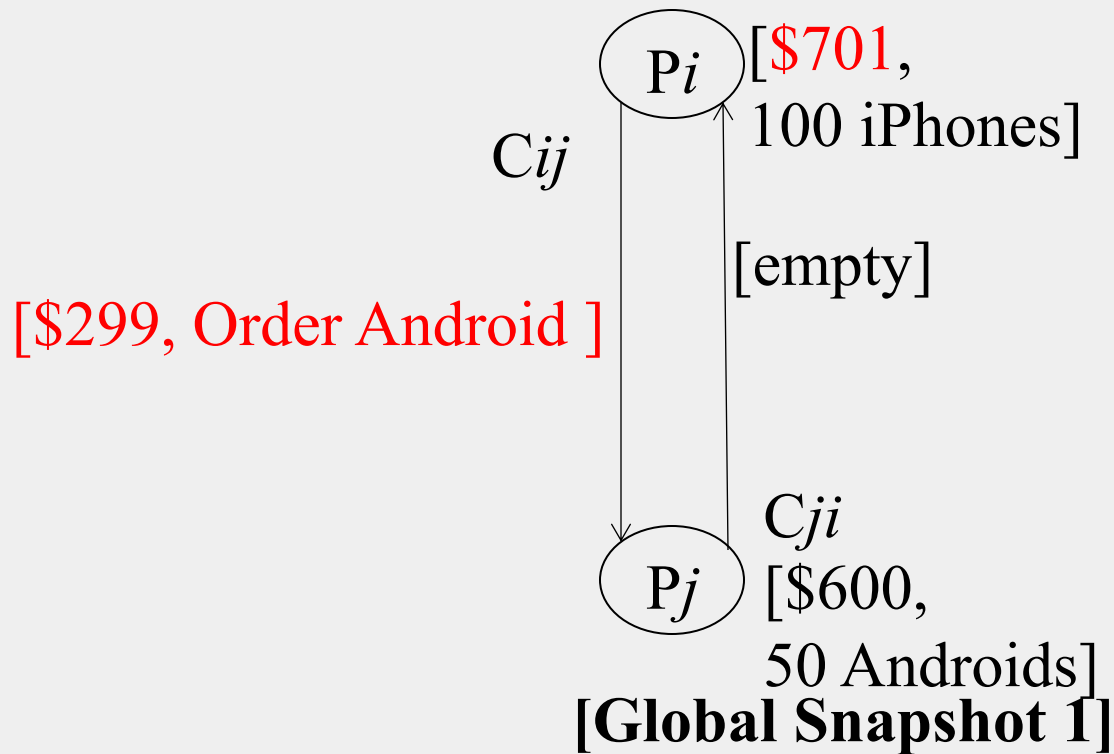 Pi
[$701,
100 iPhones]
Cij
[empty]
[$299, Order Android ]
Cji
Pj
[$600,
50 Androids]
[Global Snapshot 1]